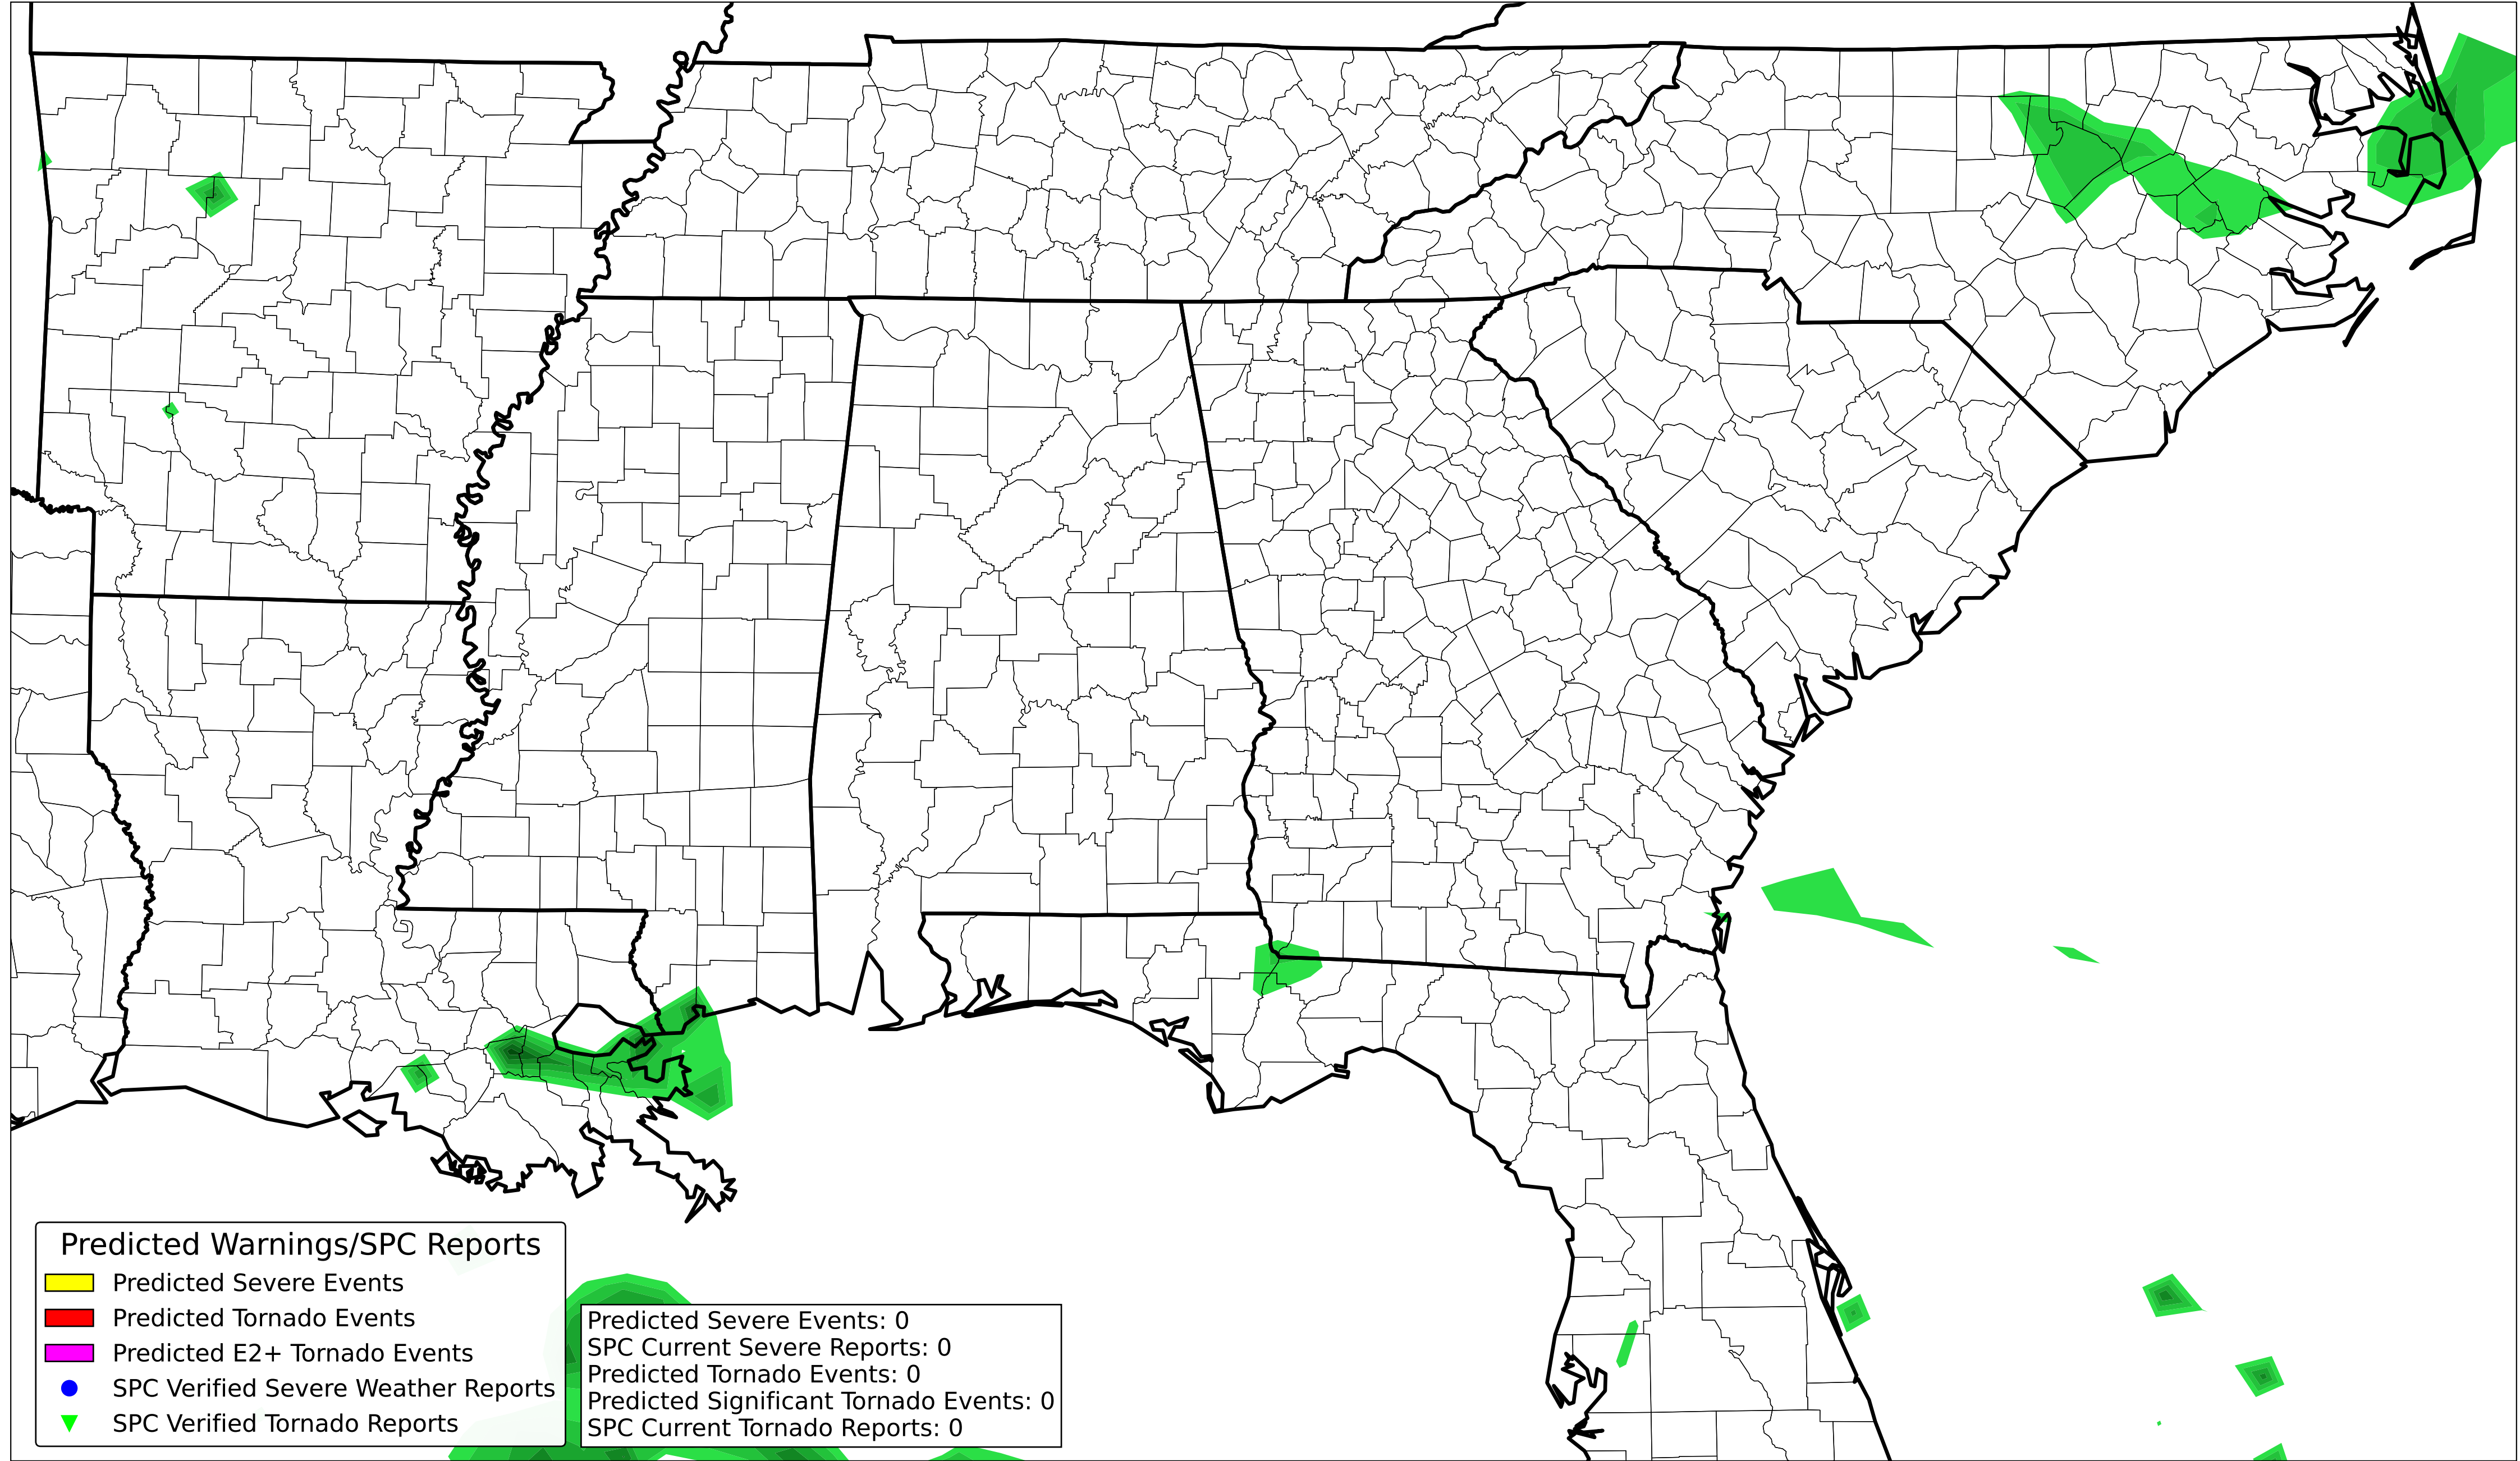 Predicted Warnings/SPC Reports
Predicted Severe Events
Predicted Tornado Events
Predicted E2+ Tornado Events
SPC Verified Severe Weather Reports
SPC Verified Tornado Reports
Predicted Severe Events: 0
SPC Current Severe Reports: 0
Predicted Tornado Events: 0
Predicted Significant Tornado Events: 0
SPC Current Tornado Reports: 0